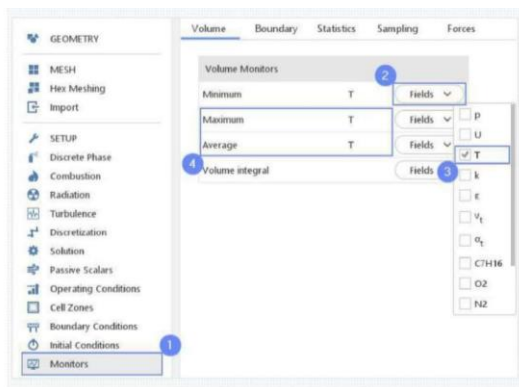 Volume Boundary Statistics Sampling Forces
GEOMETRY
MESH
Hex Meshing
Import
SETUP
Discrete Phase
Combustion
Radiation
Turbulence
Discretization
Solution
Passive Scalars
Operating Conditions
Cell Zones
Boundary Conditions
Initial Conditions
1
Monitors
Volume Monitors
2
Minimum T Fields
Maximum T Fields
Average T Fields
4
Volume integral Fields
3
p
U
T
k
ε
νt
αt
C7H16
O2
N2